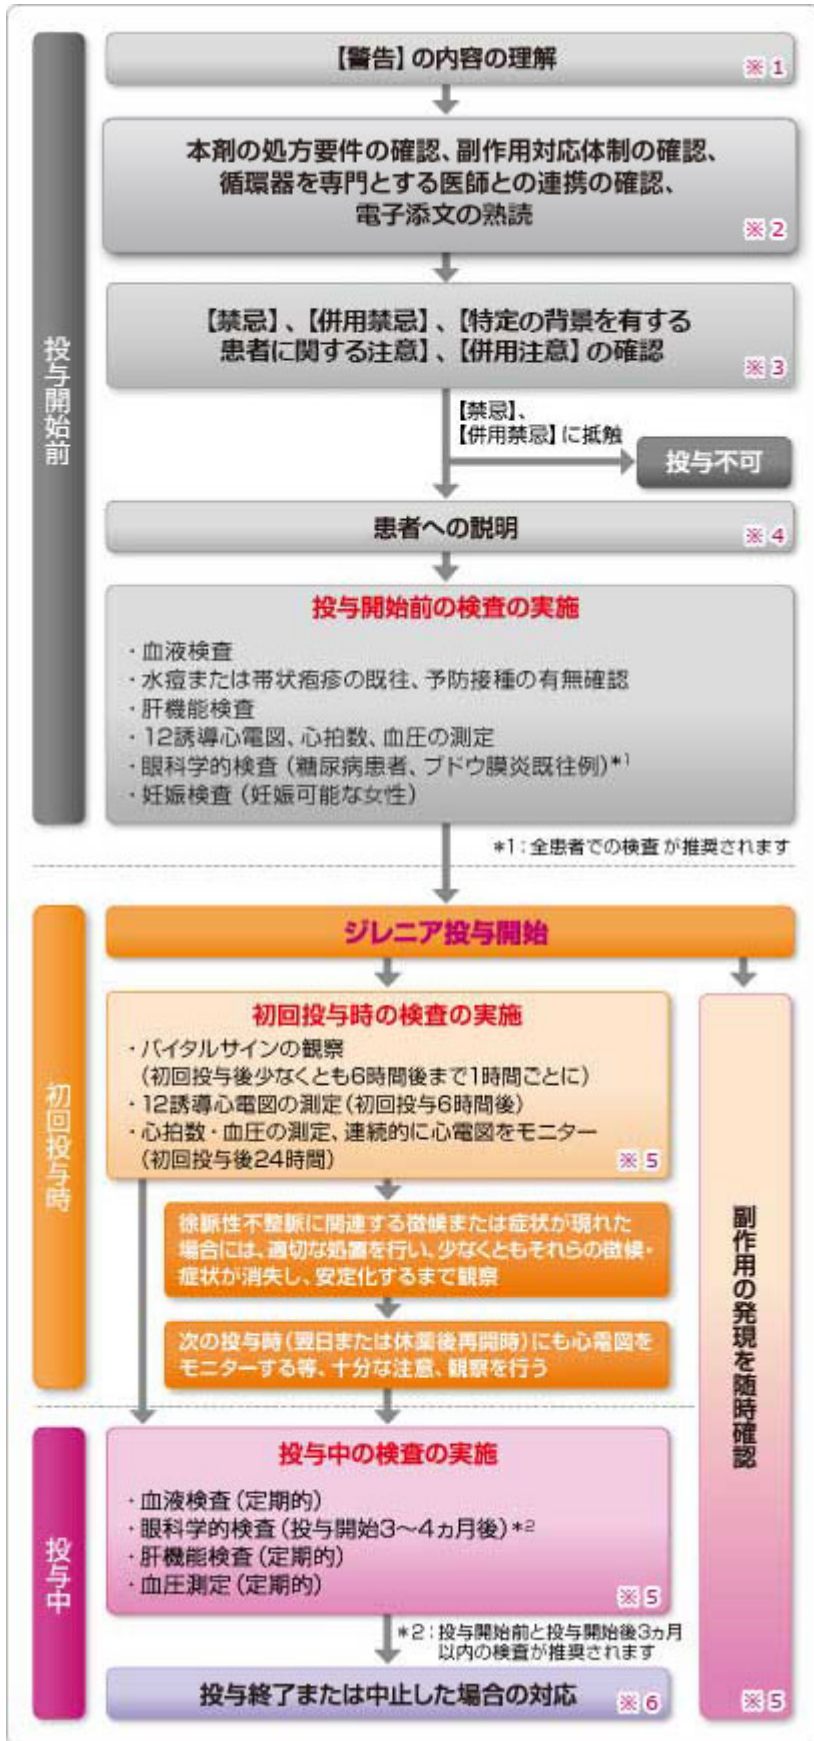 投与開始前
【警告】の内容の理解
※1
本剤の処方要件の確認、副作用対応体制の確認、
循環器を専門とする医師との連携の確認、
電子添文の熟読
※2
【禁忌】、【併用禁忌】、【特定の背景を有する
患者に関する注意】、【併用注意】の確認
※3
【禁忌】、
【併用禁忌】に抵触
投与不可
患者への説明
※4
投与開始前の検査の実施
・血液検査
・水痘または帯状疱疹の既往、予防接種の有無確認
・肝機能検査
・12誘導心電図、心拍数、血圧の測定
・眼科学的検査（糖尿病患者、ブドウ膜炎既往例）*1
・妊娠検査（妊娠可能な女性）
*1：全患者での検査が推奨されます
初回投与時
ジレニア投与開始
初回投与時の検査の実施
・バイタルサインの観察
（初回投与後少なくとも6時間後まで1時間ごとに）
・12誘導心電図の測定（初回投与6時間後）
・心拍数・血圧の測定、連続的に心電図をモニター
（初回投与後24時間）
※5
徐脈性不整脈に関連する徴候または症状が現れた
場合には、適切な処置を行い、少なくともそれらの徴候・
症状が消失し、安定化するまで観察
次の投与時（翌日または休薬後再開時）にも心電図を
モニターする等、十分な注意、観察を行う
副作用の発現を随時確認
※5
投与中
投与中の検査の実施
・血液検査（定期的）
・眼科学的検査（投与開始3〜4ヵ月後）*2
・肝機能検査（定期的）
・血圧測定（定期的）
※5
*2：投与開始前と投与開始後3ヵ月
以内の検査が推奨されます
投与終了または中止した場合の対応
※6